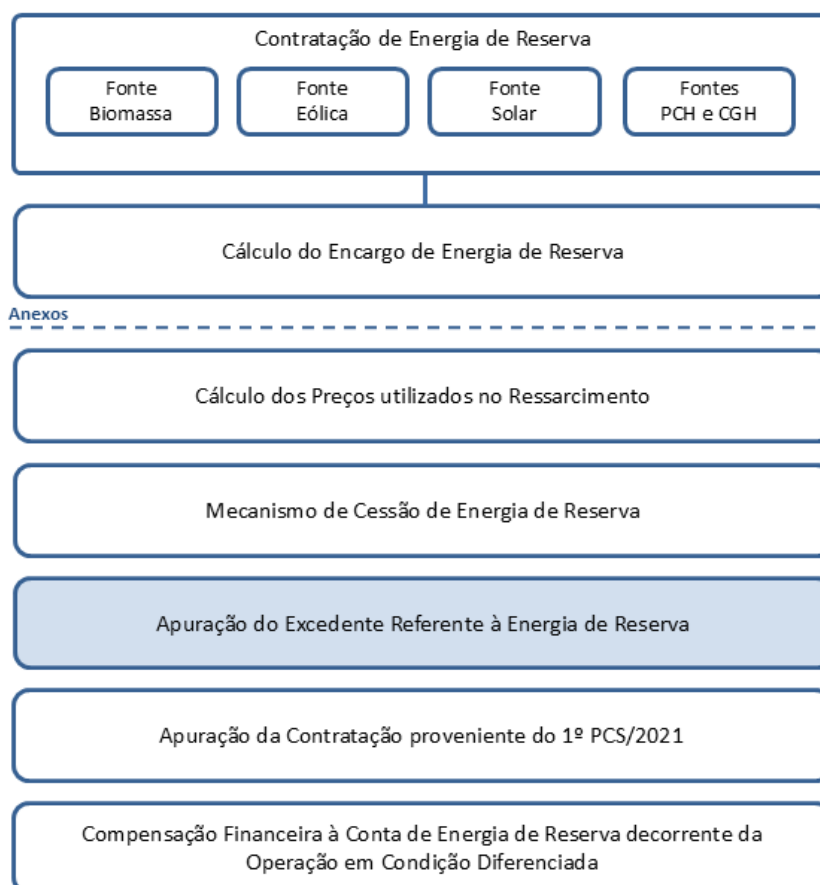 Contratação de Energia de Reserva
Fonte
Biomassa
Fonte
Eólica
Fonte
Solar
Fontes
PCH e CGH
Cálculo do Encargo de Energia de Reserva
Anexos
Cálculo dos Preços utilizados no Ressarcimento
Mecanismo de Cessão de Energia de Reserva
Apuração do Excedente Referente à Energia de Reserva
Apuração da Contratação proveniente do 1º PCS/2021
Compensação Financeira à Conta de Energia de Reserva decorrente da
Operação em Condição Diferenciada